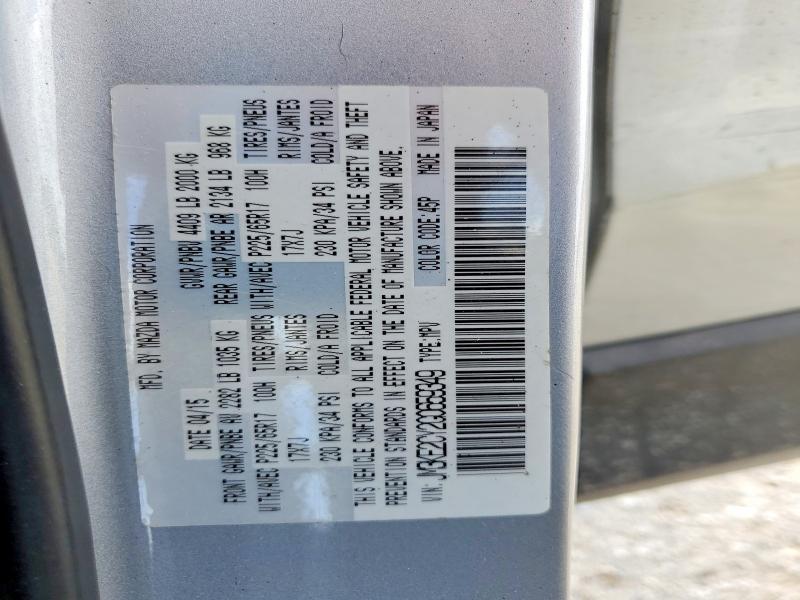 MFD. BY MAZDA MOTOR CORPORATION
DATE 04/15 GVWR/PNBV 4409 LB 2000 KG
FRONT GAWR/PNBE AV 2282 LB 1035 KG REAR GAWR/PNBE AR 2134 LB 968 KG
WITH/AVEC P225/65R17 100H TIRES/PNEUS WITH/AVEC P225/65R17 100H TIRES/PNEUS
17X7J RIMS/JANTES 17X7J RIMS/JANTES
230 KPA/34 PSI COLD/A FROID 230 KPA/34 PSI COLD/A FROID
THIS VEHICLE CONFORMS TO ALL APPLICABLE FEDERAL MOTOR VEHICLE SAFETY AND THEFT
PREVENTION STANDARDS IN EFFECT ON THE DATE OF MANUFACTURE SHOWN ABOVE.
VIN: TYPE:MPV COLOR CODE:45P MADE IN JAPAN